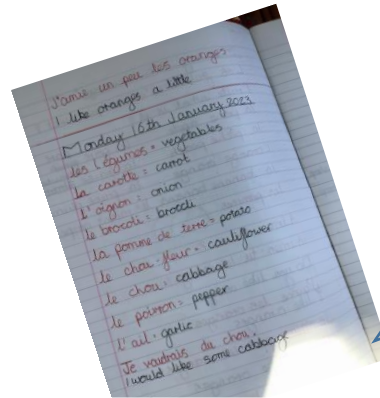 J'aime un peu les oranges
I like oranges a little
Monday 16th January 2023
les légumes = vegetables
la carotte = carrot
l'oignon = onion
le brocoli = brocoli
la pomme de terre = potato
le chou-fleur = cauliflower
le chou = cabbage
le poivron = pepper
l'ail = garlic
Je voudrais du chou.
I would like some cabbage